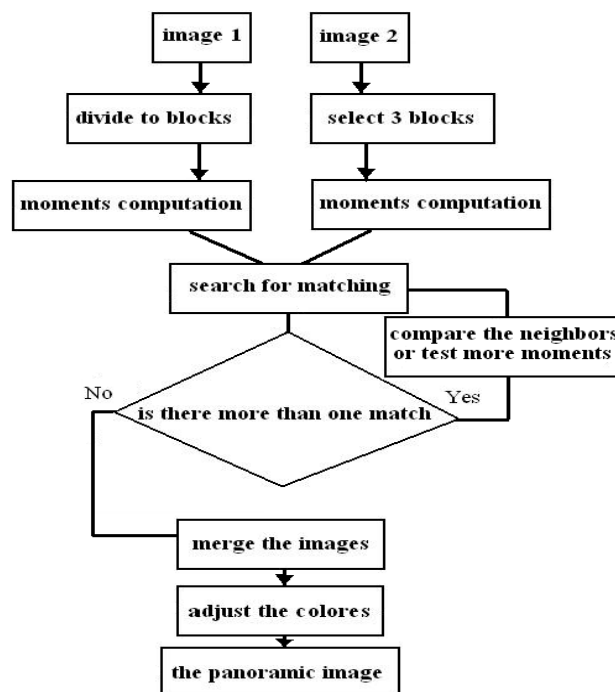 image 1
image 2
divide to blocks
select 3 blocks
moments computation
moments computation
search for matching
compare the neighbors
or test more moments
No
Yes
is there more than one match
merge the images
adjust the colores
the panoramic image